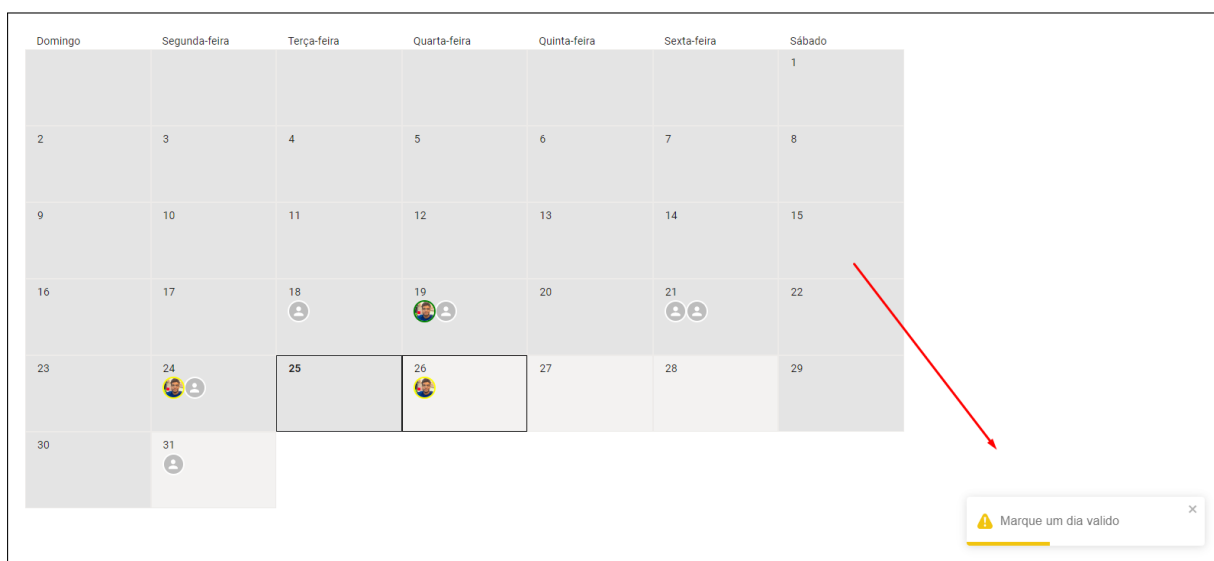 Domingo Segunda-feira Terça-feira Quarta-feira Quinta-feira Sexta-feira Sábado
1
2 3 4 5 6 7 8
9 10 11 12 13 14 15
16 17 18 19 20 21 22
23 24 25 26 27 28 29
30 31
Marque um dia valido